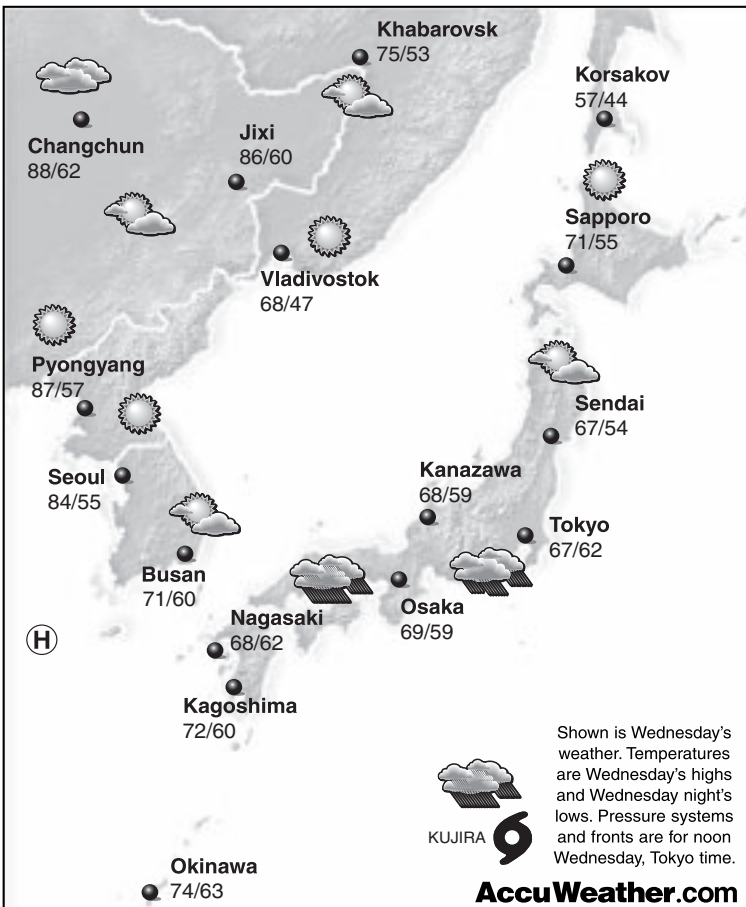 Khabarovsk
75/53
Korsakov
57/44
Changchun
88/62
Jixi
86/60
Sapporo
71/55
Vladivostok
68/47
Pyongyang
87/57
Sendai
67/54
Seoul
84/55
Kanazawa
68/59
Tokyo
67/62
Busan
71/60
Osaka
69/59
Nagasaki
68/62
H
Kagoshima
72/60
Shown is Wednesday's
weather. Temperatures
are Wednesday's highs
and Wednesday night's
lows. Pressure systems
and fronts are for noon
Wednesday, Tokyo time.
KUJIRA
Okinawa
74/63
AccuWeather.com